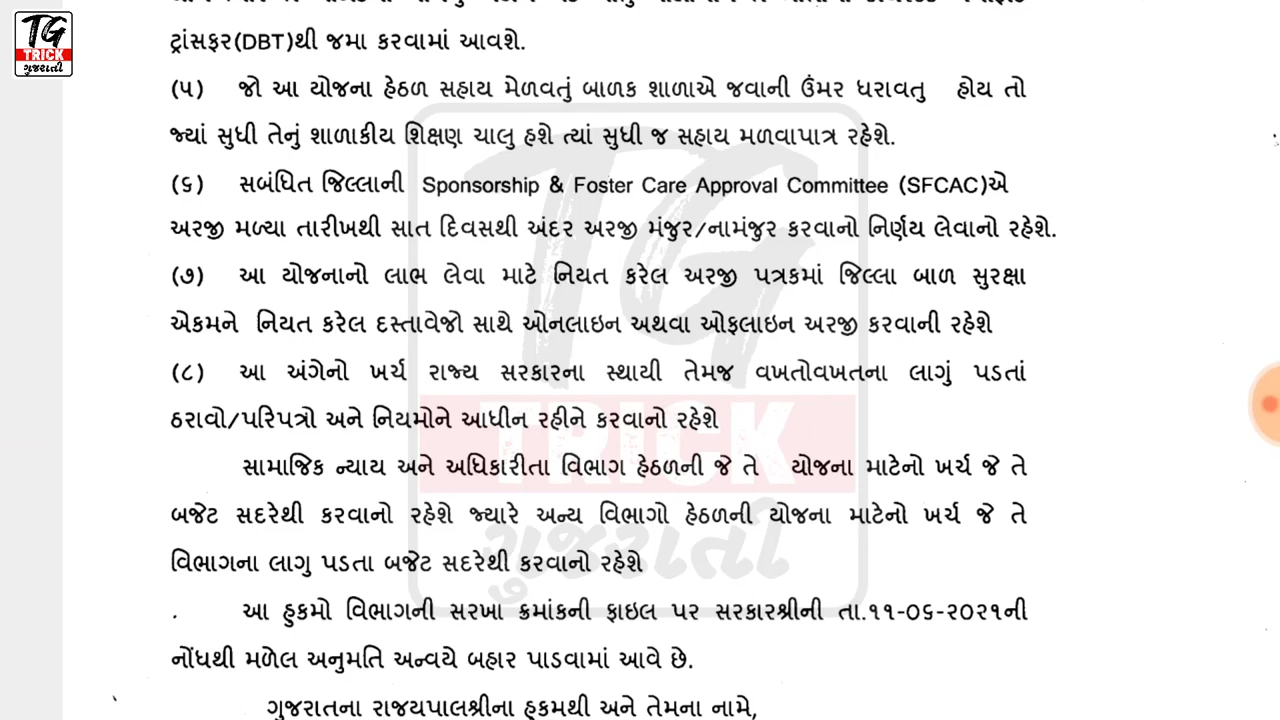 TG
TRICK
ગુજરાતી
ટ્રાંસફર(DBT)થી જમા કરવામાં આવશે.
(૫) જો આ યોજના હેઠળ સહાય મેળવતું બાળક શાળાએ જવાની ઉંમર ધરાવતુ હોય તો
જ્યાં સુધી તેનું શાળાકીય શિક્ષણ ચાલુ હશે ત્યાં સુધી જ સહાય મળવાપાત્ર રહેશે.
(૬) સબંધિત જિલ્લાની Sponsorship & Foster Care Approval Committee (SFCAC)એ
અરજી મળ્યા તારીખથી સાત દિવસથી અંદર અરજી મંજુર/નામંજુર કરવાનો નિર્ણય લેવાનો રહેશે.
(૭) આ યોજનાનો લાભ લેવા માટે નિયત કરેલ અરજી પત્રકમાં જિલ્લા બાળ સુરક્ષા
એકમને નિયત કરેલ દસ્તાવેજો સાથે ઓનલાઇન અથવા ઓફલાઇન અરજી કરવાની રહેશે
(૮) આ અંગેનો ખર્ચ રાજ્ય સરકારના સ્થાયી તેમજ વખતોવખતના લાગું પડતાં
ઠરાવો/પરિપત્રો અને નિયમોને આધીન રહીને કરવાનો રહેશે
સામાજિક ન્યાય અને અધિકારીતા વિભાગ હેઠળની જે તે યોજના માટેનો ખર્ચ જે તે
બજેટ સદરેથી કરવાનો રહેશે જ્યારે અન્ય વિભાગો હેઠળની યોજના માટેનો ખર્ચ જે તે
વિભાગના લાગુ પડતા બજેટ સદરેથી કરવાનો રહેશે
. આ હુકમો વિભાગની સરખા ક્રમાંકની ફાઇલ પર સરકારશ્રીની તા.૧૧-૦૬-૨૦૨૧ની
નોંધથી મળેલ અનુમતિ અન્વયે બહાર પાડવામાં આવે છે.
ગુજરાતના રાજયપાલશ્રીના હુકમથી અને તેમના નામે,
TG
TRICK
ગુજરાતી